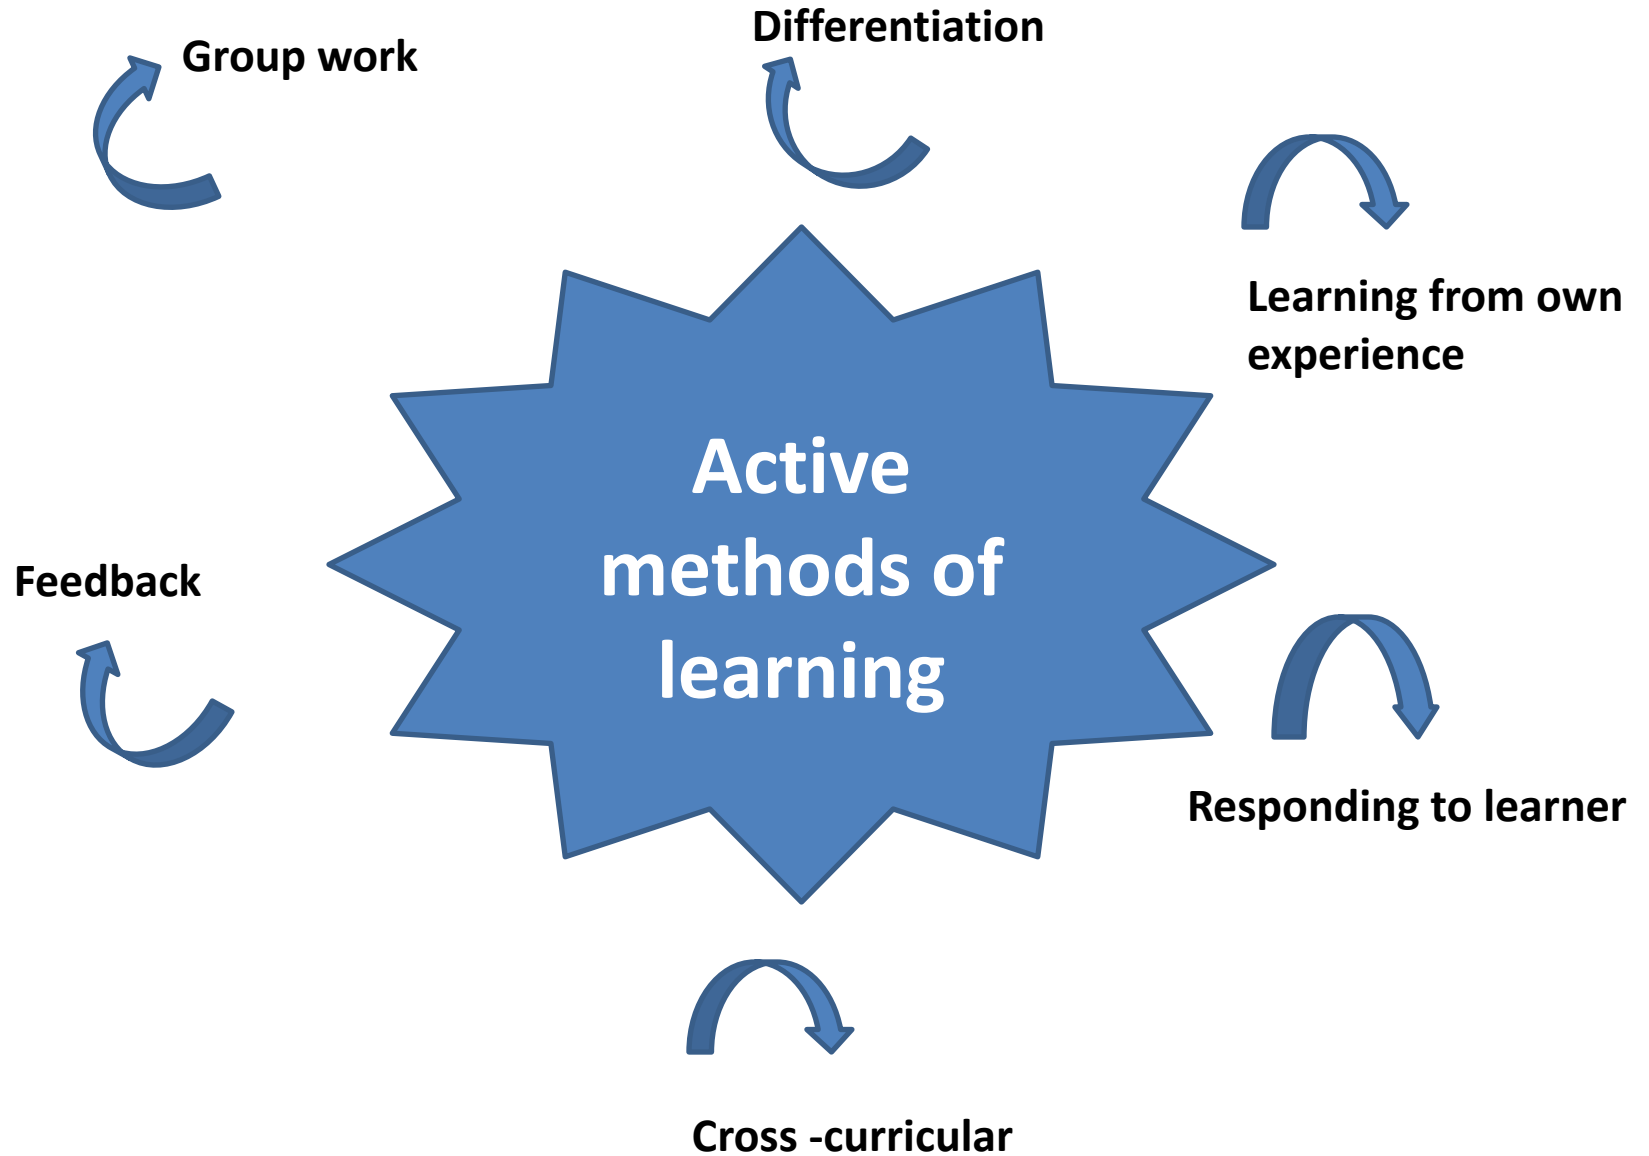 Differentiation
Group work
Learning from own
experience
Active
methods of
learning
Feedback
Responding to learner
Cross -curricular